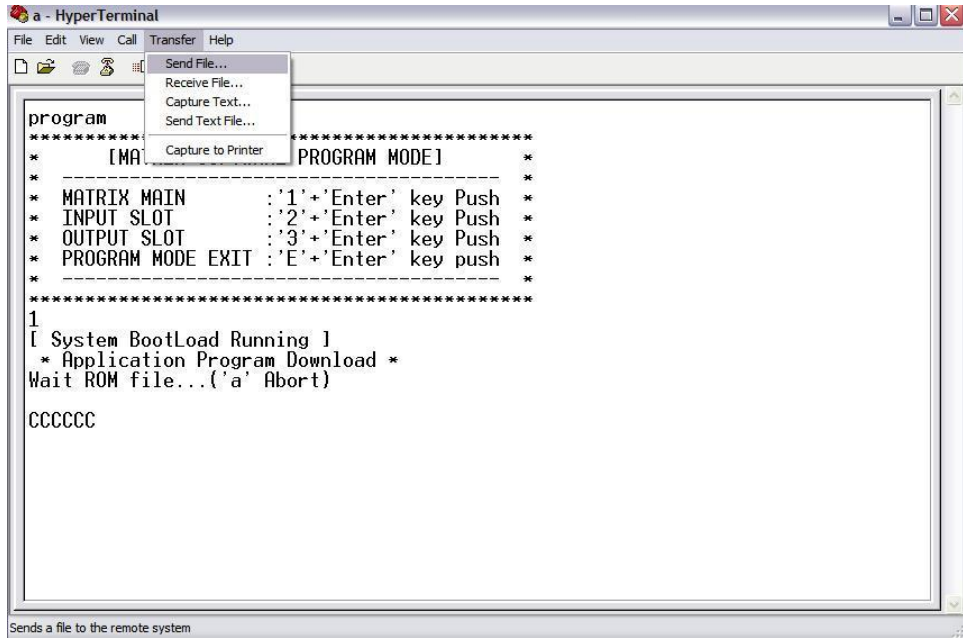 a - HyperTerminal
File Edit View Call Transfer Help
Send File...
Receive File...
Capture Text...
Send Text File...
Capture to Printer
program
*********************************************
* PROGRAM MODE] *
* --------------------------------------- *
* MATRIX MAIN :'1'+'Enter' key Push *
* INPUT SLOT :'2'+'Enter' key Push *
* OUTPUT SLOT :'3'+'Enter' key Push *
* PROGRAM MODE EXIT :'E'+'Enter' key push *
* --------------------------------------- *
*********************************************
1
[ System BootLoad Running ]
* Application Program Download *
Wait ROM file...('a' Abort)
CCCCCC
Sends a file to the remote system